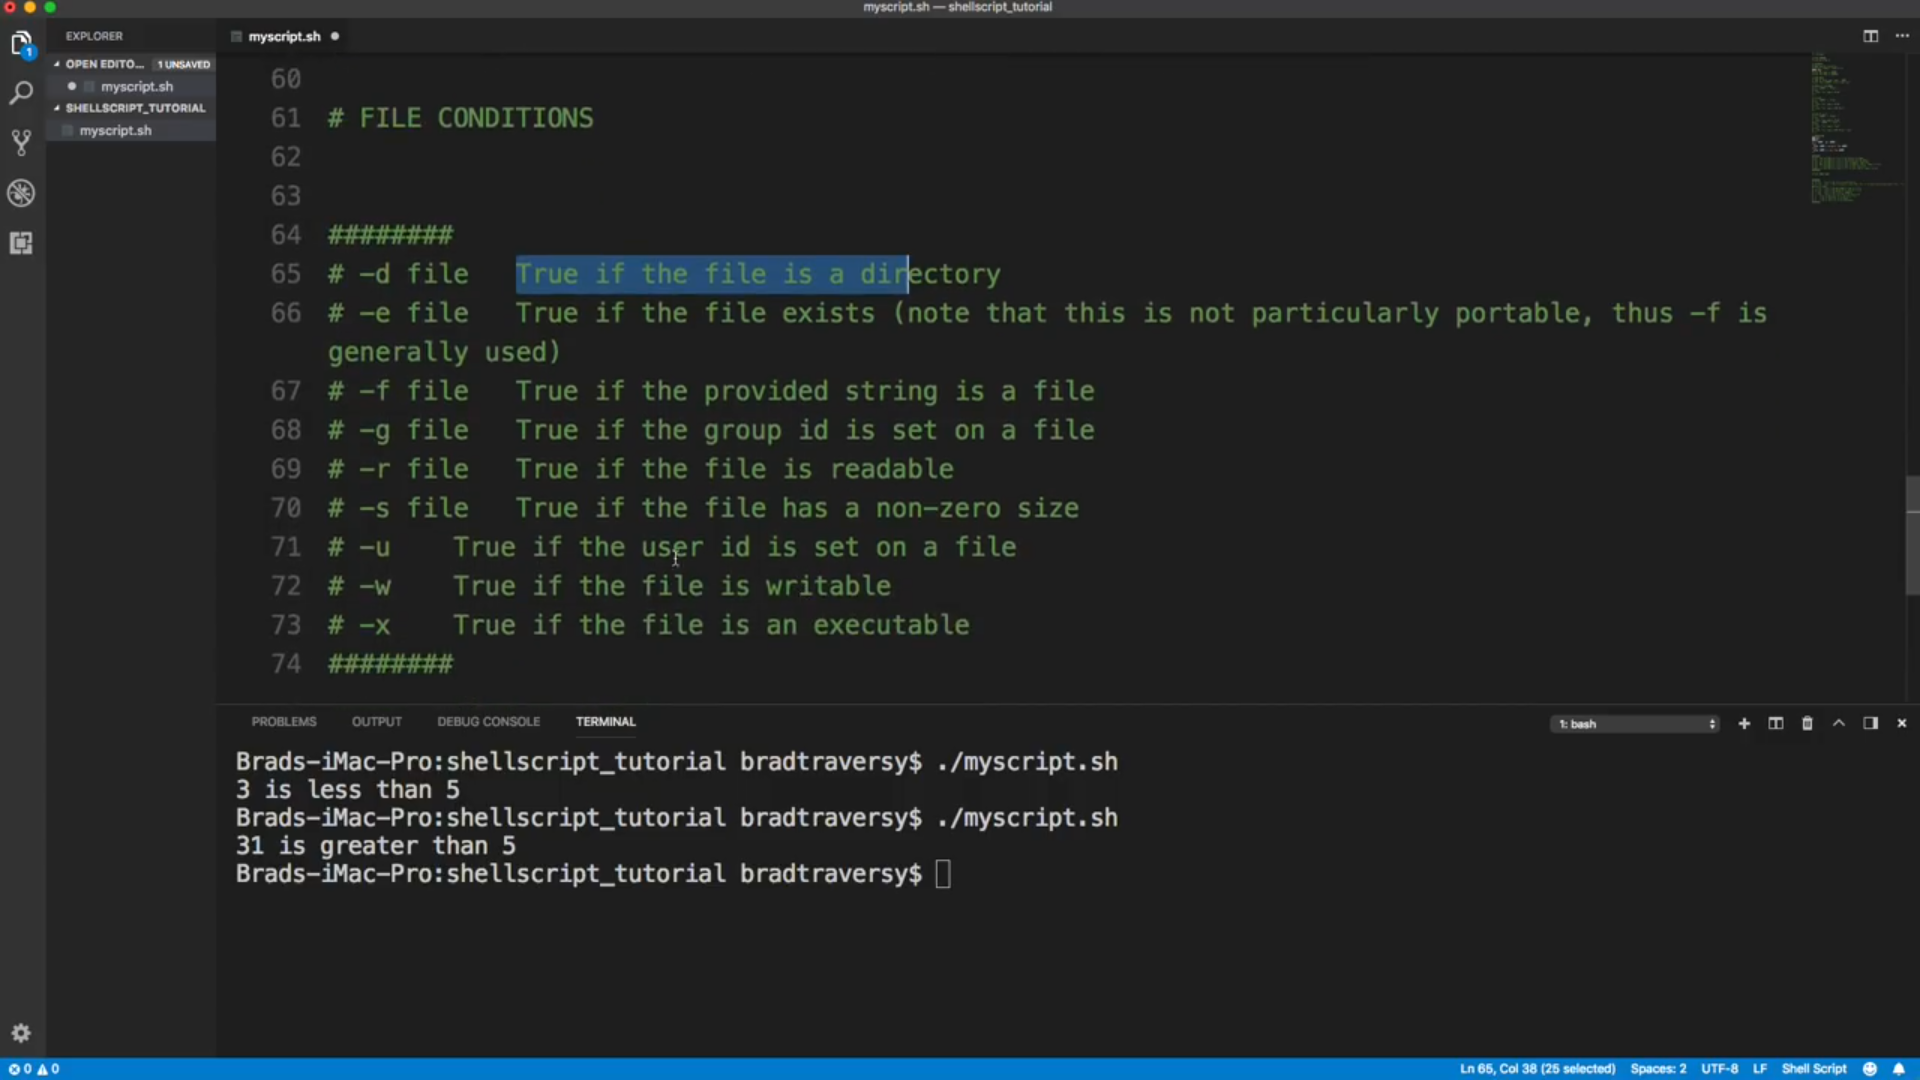 myscript.sh — shellscript_tutorial
EXPLORER
myscript.sh
OPEN EDITO... 1 UNSAVED
myscript.sh
SHELLSCRIPT_TUTORIAL
myscript.sh
1
60
61 # FILE CONDITIONS
62
63
64 ########
65 # -d file True if the file is a directory
66 # -e file True if the file exists (note that this is not particularly portable, thus -f is
generally used)
67 # -f file True if the provided string is a file
68 # -g file True if the group id is set on a file
69 # -r file True if the file is readable
70 # -s file True if the file has a non-zero size
71 # -u True if the user id is set on a file
72 # -w True if the file is writable
73 # -x True if the file is an executable
74 ########
PROBLEMS OUTPUT DEBUG CONSOLE TERMINAL 1: bash
Brads-iMac-Pro:shellscript_tutorial bradtraversy$ ./myscript.sh
3 is less than 5
Brads-iMac-Pro:shellscript_tutorial bradtraversy$ ./myscript.sh
31 is greater than 5
Brads-iMac-Pro:shellscript_tutorial bradtraversy$
0 0 Ln 65, Col 38 (25 selected) Spaces: 2 UTF-8 LF Shell Script